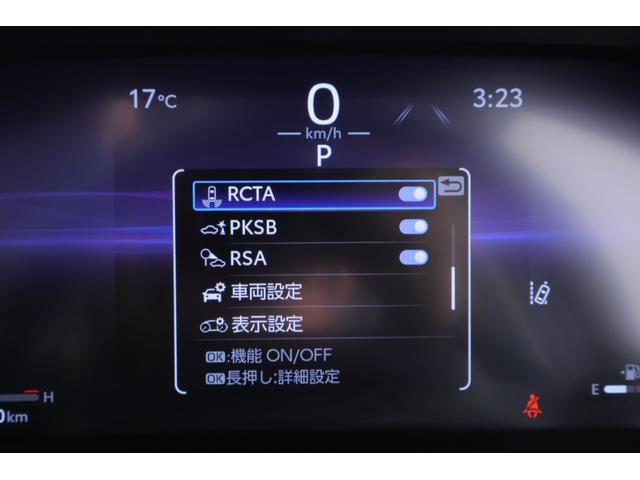 17℃
0
3:23
km/h
P
RCTA
PKSB
RSA
車両設定
表示設定
OK:機能 ON/OFF
OK長押し:詳細設定
H
E
0km